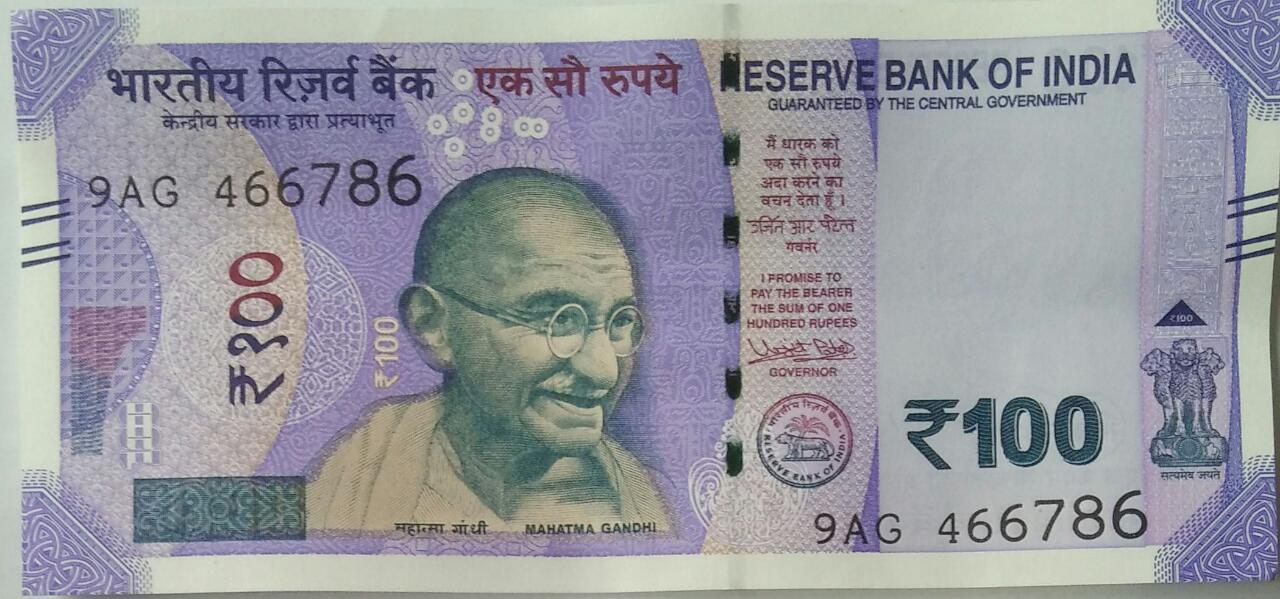 भारतीय रिज़र्व बैंक
केन्द्रीय सरकार द्वारा प्रत्याभूत
एक सौ रुपये
RESERVE BANK OF INDIA
GUARANTEED BY THE CENTRAL GOVERNMENT
9AG 466786
₹१००
₹100
मैं धारक को
एक सौ रुपये
अदा करने का
वचन देता हूँ ।
उर्जित आर पटेल
गवर्नर
I PROMISE TO
PAY THE BEARER
THE SUM OF ONE
HUNDRED RUPEES
GOVERNOR
भारतीय रिज़र्व बैंक
RESERVE BANK OF INDIA
₹100
₹100
सत्यमेव जयते
महात्मा गांधी MAHATMA GANDHI
9AG 466786